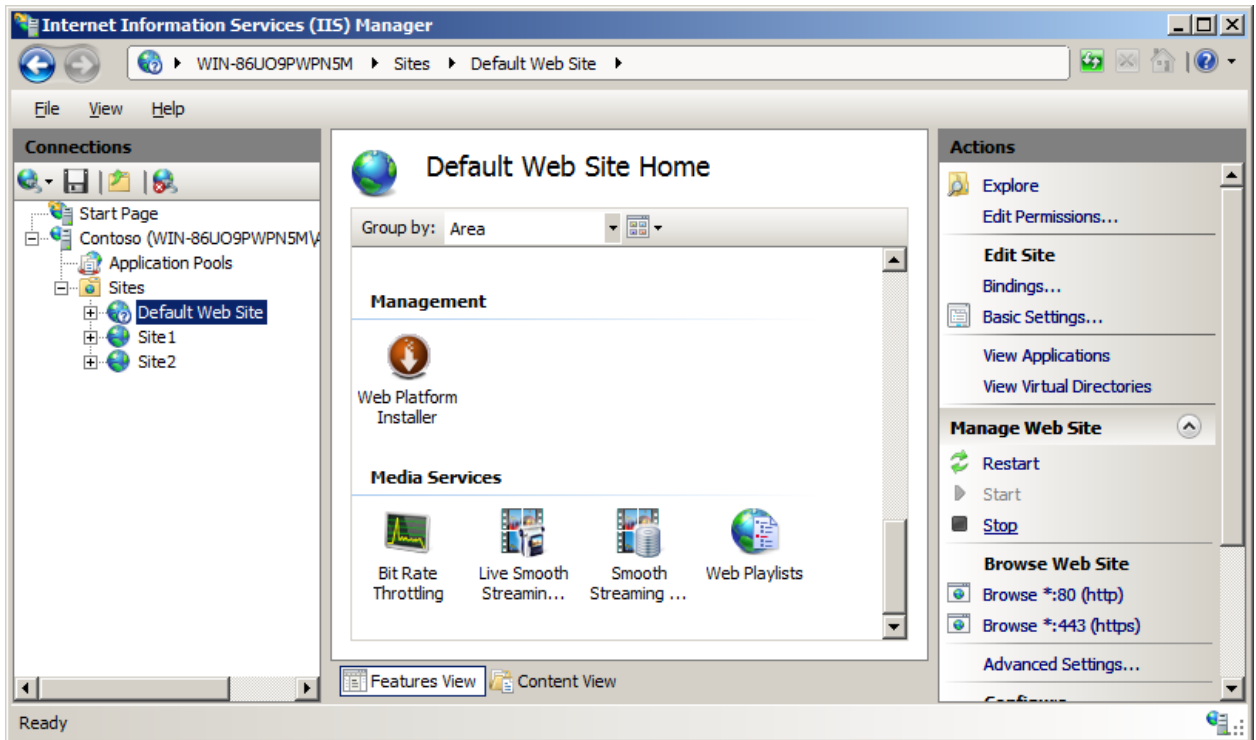 Internet Information Services (IIS) Manager
WIN-86UO9PWPN5M Sites Default Web Site
File View Help
Connections
Start Page
Contoso (WIN-86UO9PWPN5M\A
Application Pools
Sites
Default Web Site
Site1
Site2
Default Web Site Home
Group by: Area
Management
Web Platform
Installer
Media Services
Bit Rate
Throttling
Live Smooth
Streamin...
Smooth
Streaming ...
Web Playlists
Features View
Content View
Actions
Explore
Edit Permissions...
Edit Site
Bindings...
Basic Settings...
View Applications
View Virtual Directories
Manage Web Site
Restart
Start
Stop
Browse Web Site
Browse *:80 (http)
Browse *:443 (https)
Advanced Settings...
Ready